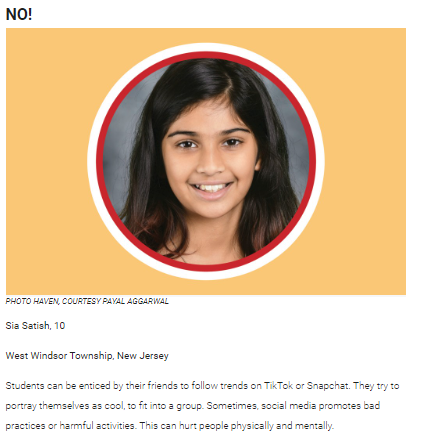 NO!
PHOTO HAVEN, COURTESY PAYAL AGGARWAL
Sia Satish, 10
West Windsor Township, New Jersey
Students can be enticed by their friends to follow trends on TikTok or Snapchat. They try to
portray themselves as cool, to fit into a group. Sometimes, social media promotes bad
practices or harmful activities. This can hurt people physically and mentally.